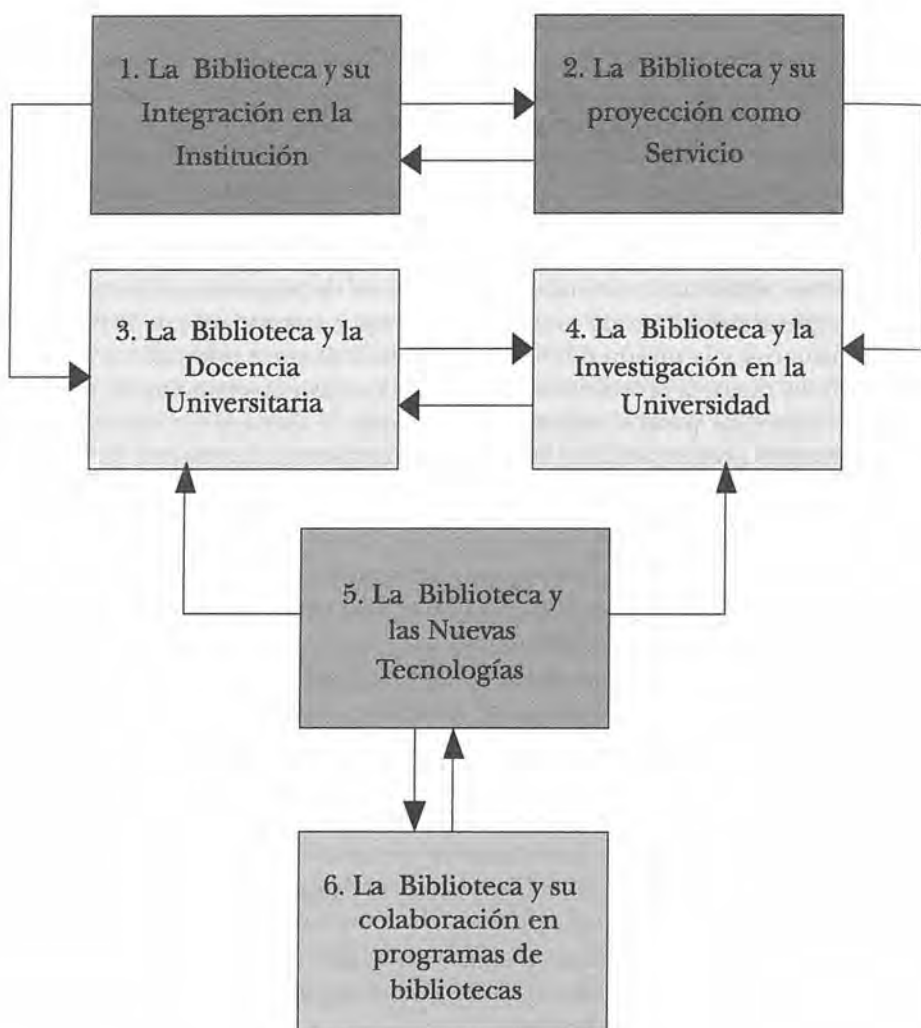 1. La Biblioteca y su
Integración en la
Institución
2. La Biblioteca y su
proyección como
Servicio
3. La Biblioteca y la
Docencia
Universitaria
4. La Biblioteca y la
Investigación en la
Universidad
5. La Biblioteca y
las Nuevas
Tecnologías
6. La Biblioteca y su
colaboración en
programas de
bibliotecas